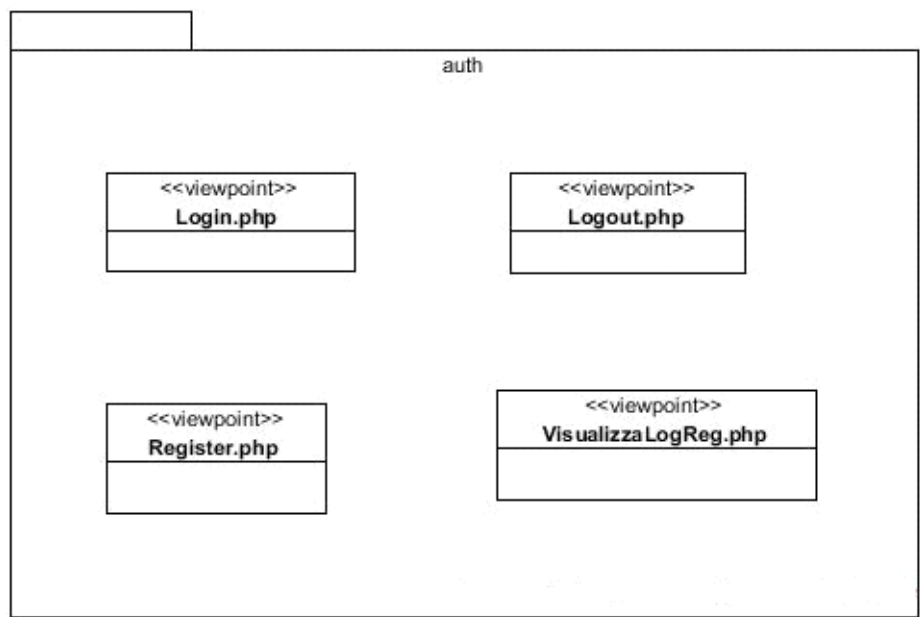 auth
<<viewpoint>>
Login.php
<<viewpoint>>
Logout.php
<<viewpoint>>
Register.php
<<viewpoint>>
VisualizzaLogReg.php